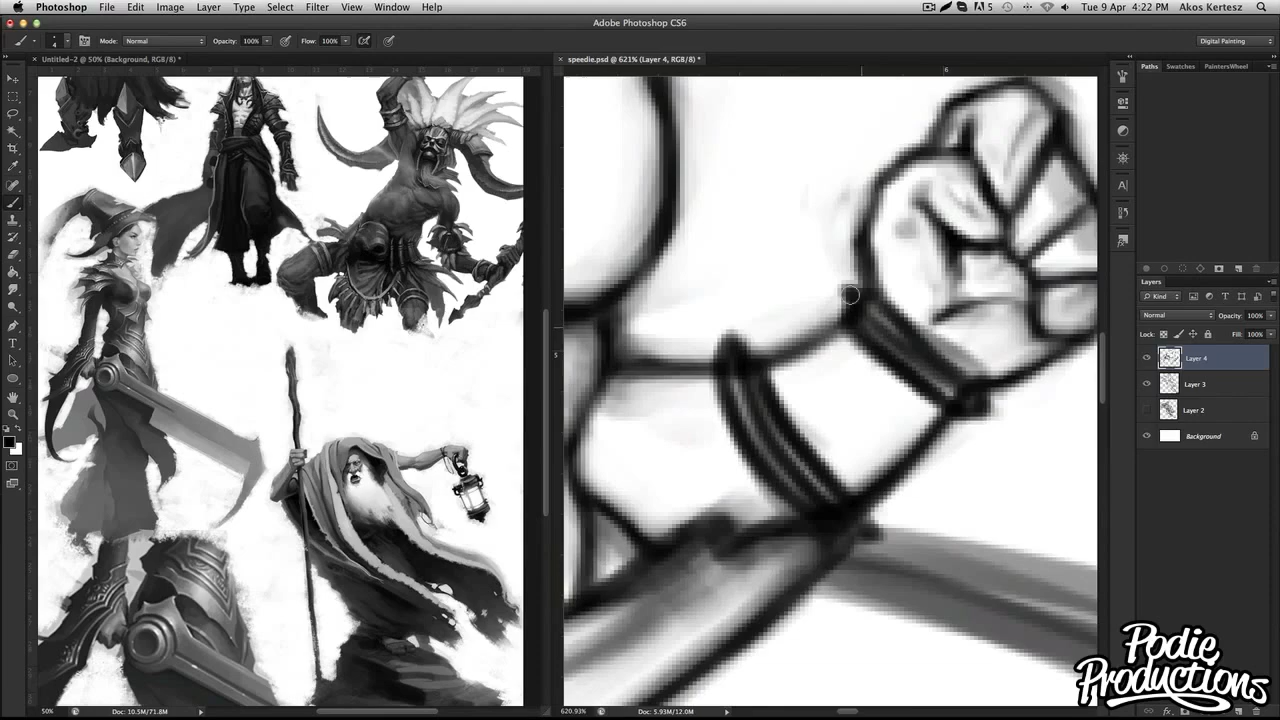 Photoshop File Edit Image Layer Type Select Filter View Window Help
5 Tue 9 Apr 4:22 PM Akos Kertesz
Adobe Photoshop CS6
4 Mode: Normal Opacity: 100% Flow: 100% Digital Painting
Untitled-2 @ 50% (Background, RGB/8) *
speedie.psd @ 621% (Layer 4, RGB/8) *
Paths Swatches PaintersWheel
6
5
Layers
Kind
Normal Opacity: 100%
Lock: Fill: 100%
Layer 4
Layer 3
Layer 2
Background
Podie
Productions
50% Doc: 10.5M/71.8M
620.93% Doc: 5.93M/12.0M